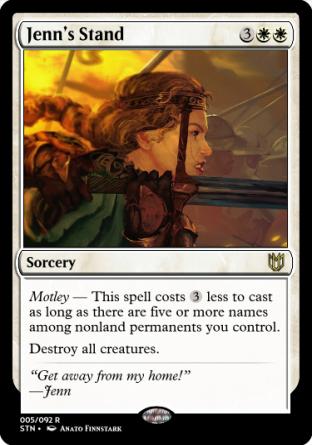 Jenn's Stand 3
Sorcery
Motley — This spell costs 3 less to cast
as long as there are five or more names
among nonland permanents you control.
Destroy all creatures.
“Get away from my home!”
—Jenn
005/092 R
STN • Anato Finnstark